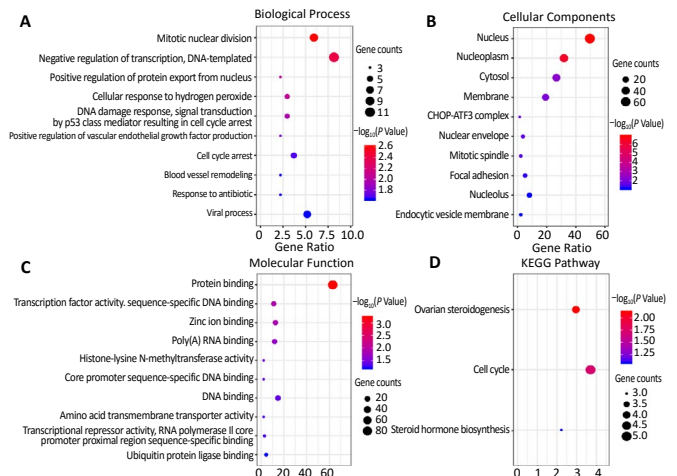 A
Biological Process
Mitotic nuclear division
Negative regulation of transcription, DNA-templated
Positive regulation of protein export from nucleus
Cellular response to hydrogen peroxide
DNA damage response, signal transduction
by p53 class mediator resulting in cell cycle arrest
Positive regulation of vascular endothelial growth factor production
Cell cycle arrest
Blood vessel remodeling
Response to antibiotic
Viral process
0 2.5 5.0 7.5 10.0
Gene Ratio
Gene counts
3
5
7
9
11
−log₁₀(P Value)
2.6
2.4
2.2
2.0
1.8
B
Cellular Components
Nucleus
Nucleoplasm
Cytosol
Membrane
CHOP-ATF3 complex
Nuclear envelope
Mitotic spindle
Focal adhesion
Nucleolus
Endocytic vesicle membrane
0 20 40 60
Gene Ratio
Gene counts
20
40
60
−log₁₀(P Value)
6
5
4
3
2
C
Molecular Function
Protein binding
Transcription factor activity. sequence-specific DNA binding
Zinc ion binding
Poly(A) RNA binding
Histone-lysine N-methyltransferase activity
Core promoter sequence-specific DNA binding
DNA binding
Amino acid transmembrane transporter activity
Transcriptional repressor activity, RNA polymerase II core
promoter proximal region sequence-specific binding
Ubiquitin protein ligase binding
0 20 40 60
−log₁₀(P Value)
3.0
2.5
2.0
1.5
Gene counts
20
40
60
80
D
KEGG Pathway
Ovarian steroidogenesis
Cell cycle
Steroid hormone biosynthesis
0 1 2 3 4
−log₁₀(P Value)
2.00
1.75
1.50
1.25
Gene counts
3.0
3.5
4.0
4.5
5.0